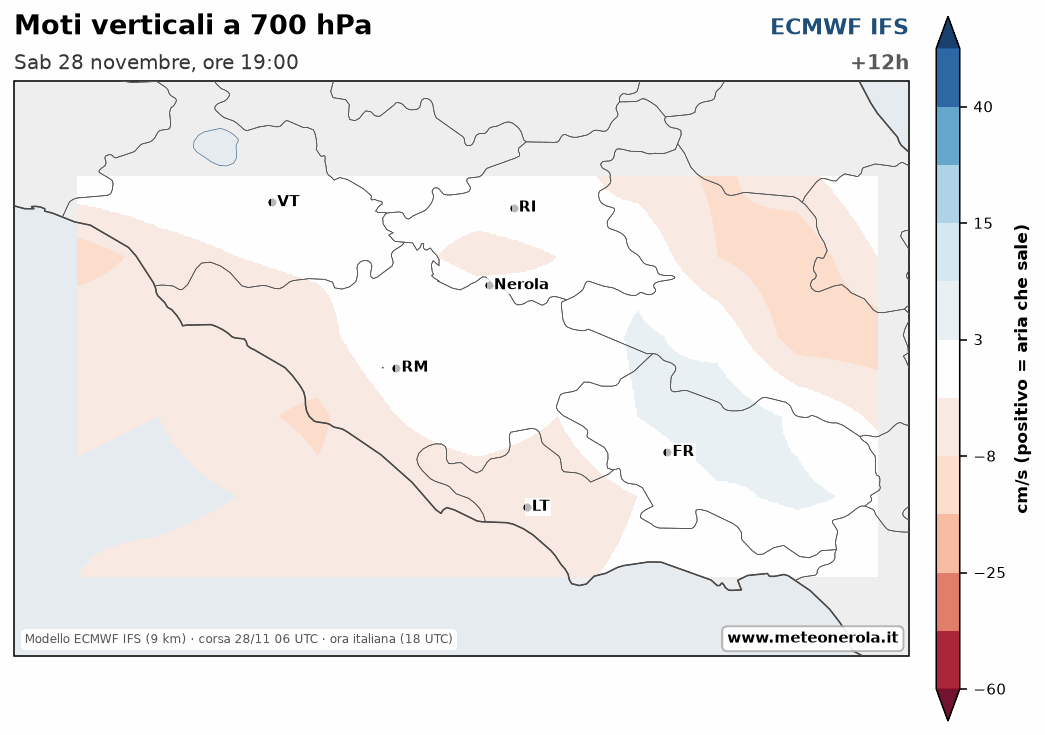 Moti verticali a 700 hPa
ECMWF IFS
Sab 28 novembre, ore 19:00
+12h
40
15
3
−8
−25
−60
cm/s (positivo = aria che sale)
VT
RI
Nerola
RM
FR
LT
Modello ECMWF IFS (9 km) · corsa 28/11 06 UTC · ora italiana (18 UTC)
www.meteonerola.it